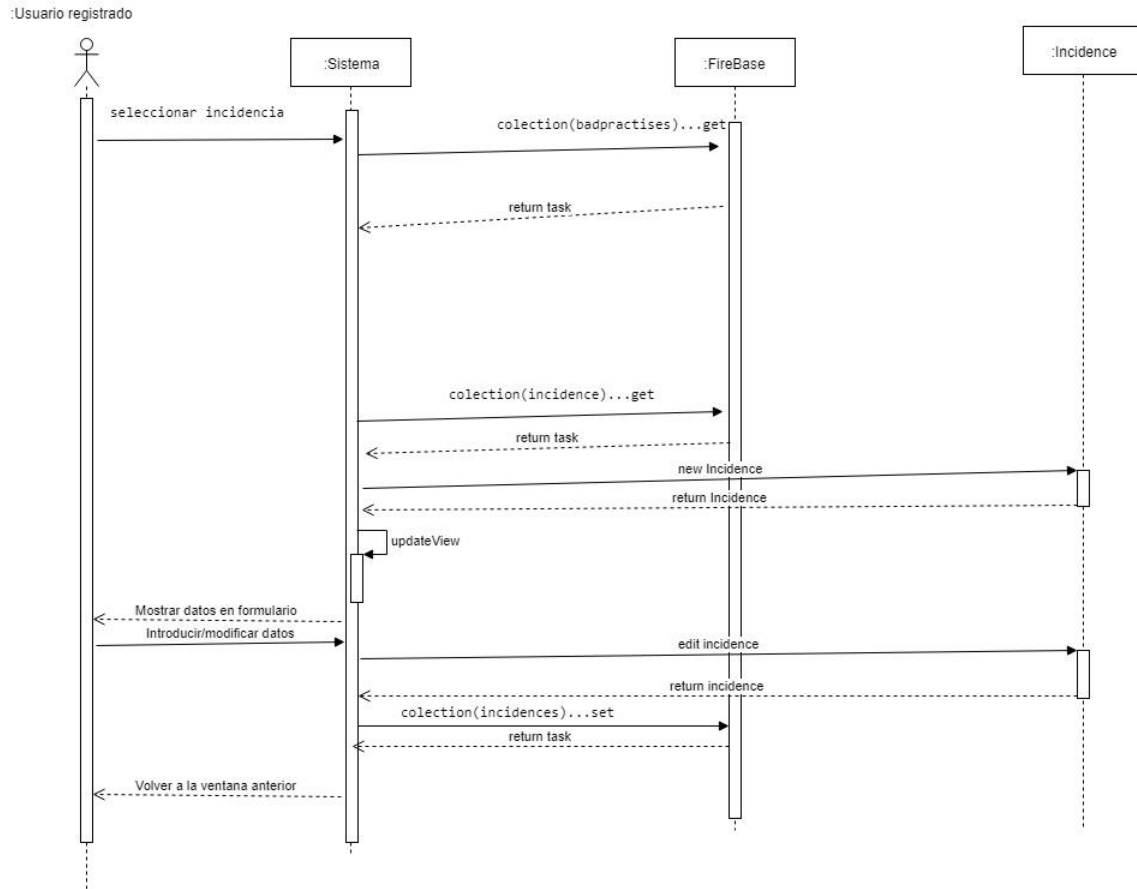 :Usuario registrado
:Sistema
:FireBase
:Incidence
seleccionar incidencia
colection(badpractises)...get
return task
colection(incidence)...get
return task
new Incidence
return Incidence
updateView
Mostrar datos en formulario
Introducir/modificar datos
edit incidence
return incidence
colection(incidences)...set
return task
Volver a la ventana anterior